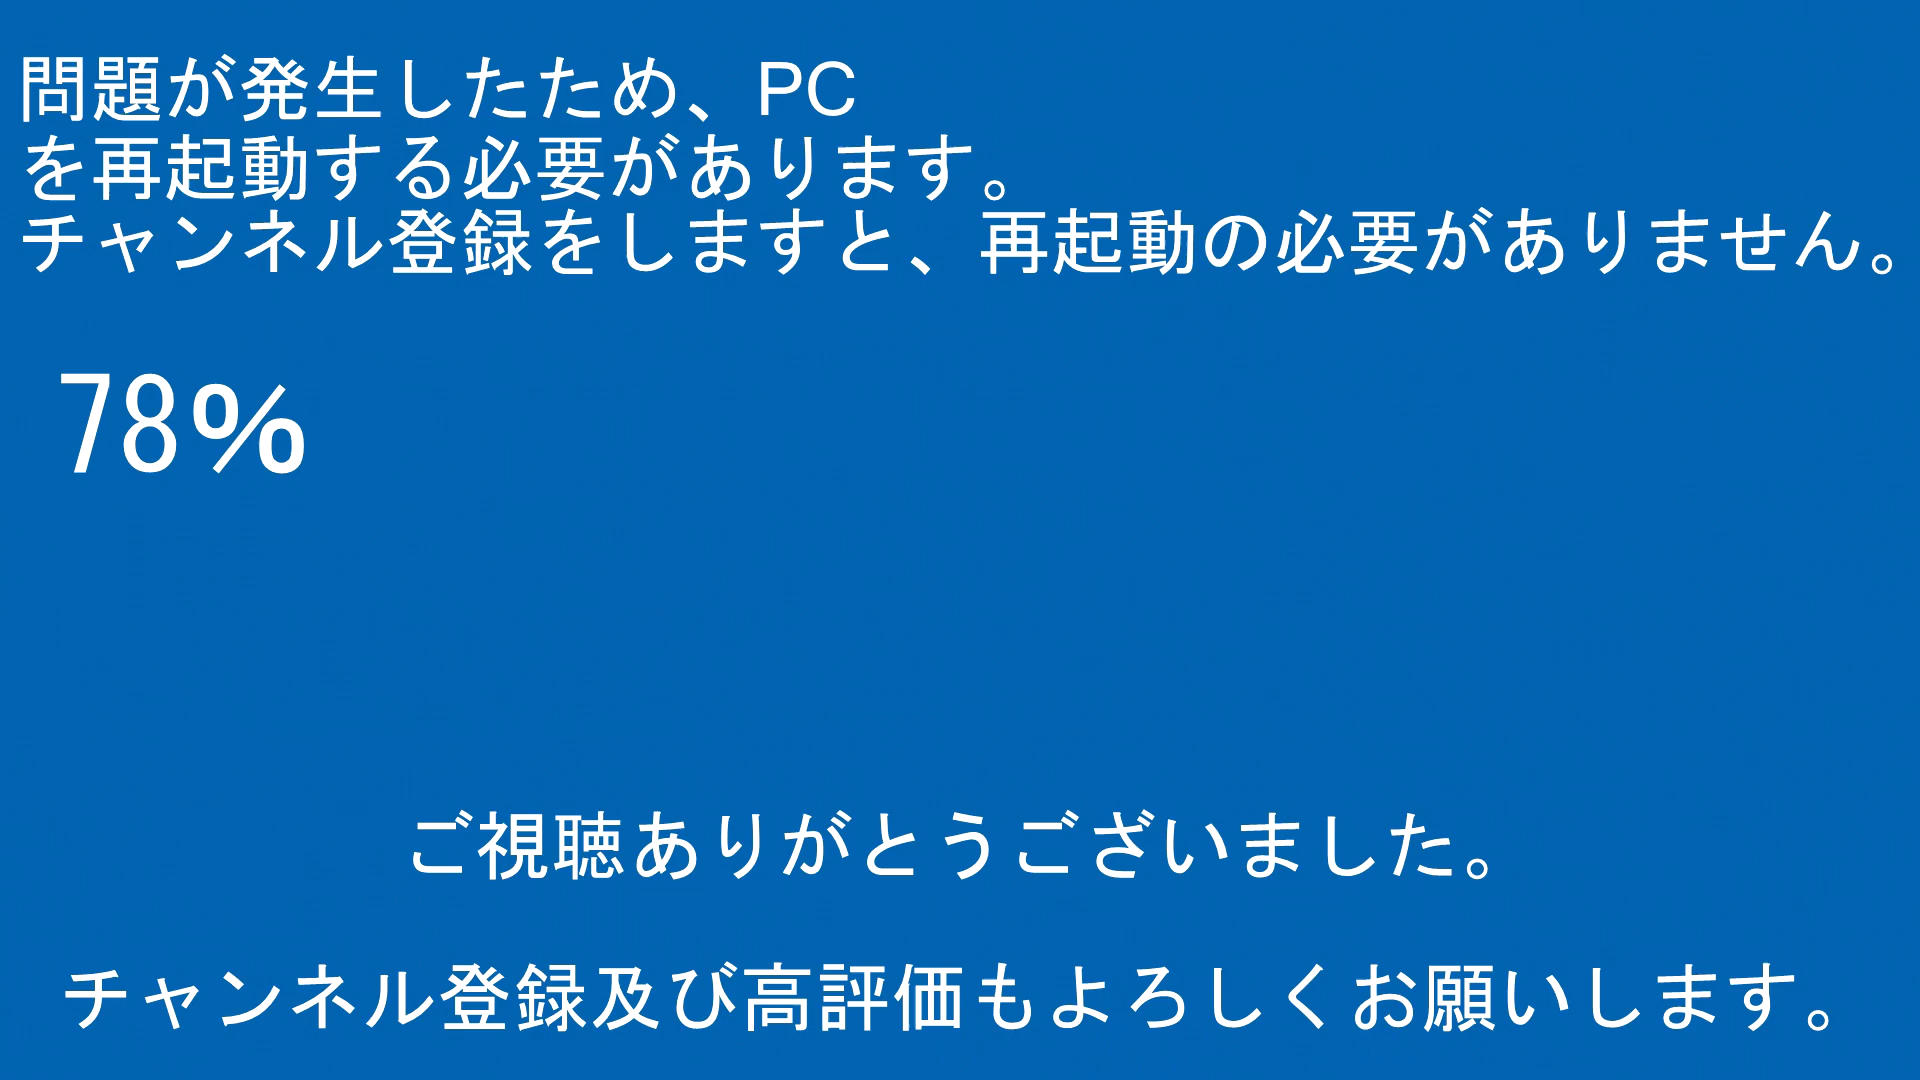 問題が発生したため、PC
を再起動する必要があります。
チャンネル登録をしますと、再起動の必要がありません。
78%
ご視聴ありがとうございました。
チャンネル登録及び高評価もよろしくお願いします。